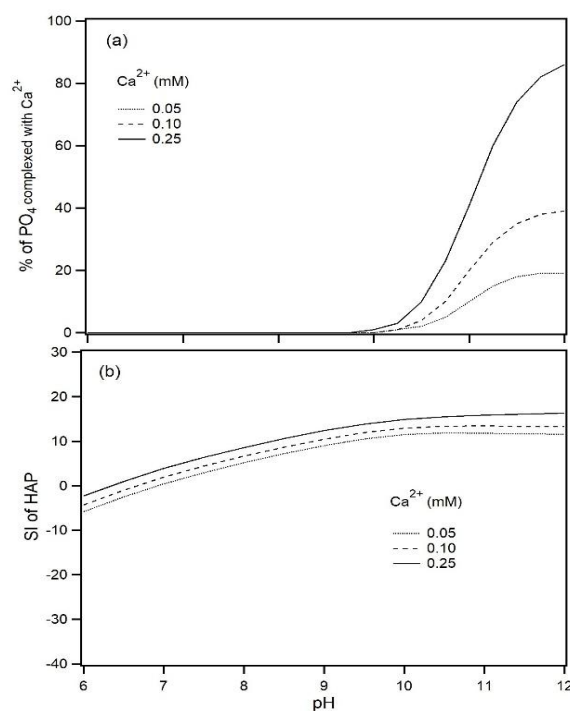 100
(a)
80
Ca²⁺ (mM)
0.05
0.10
0.25
60
40
20
0
% of PO₄ complexed with Ca²⁺
30
(b)
20
10
0
-10
-20
-30
-40
SI of HAP
Ca²⁺ (mM)
0.05
0.10
0.25
6 7 8 9 10 11 12
pH